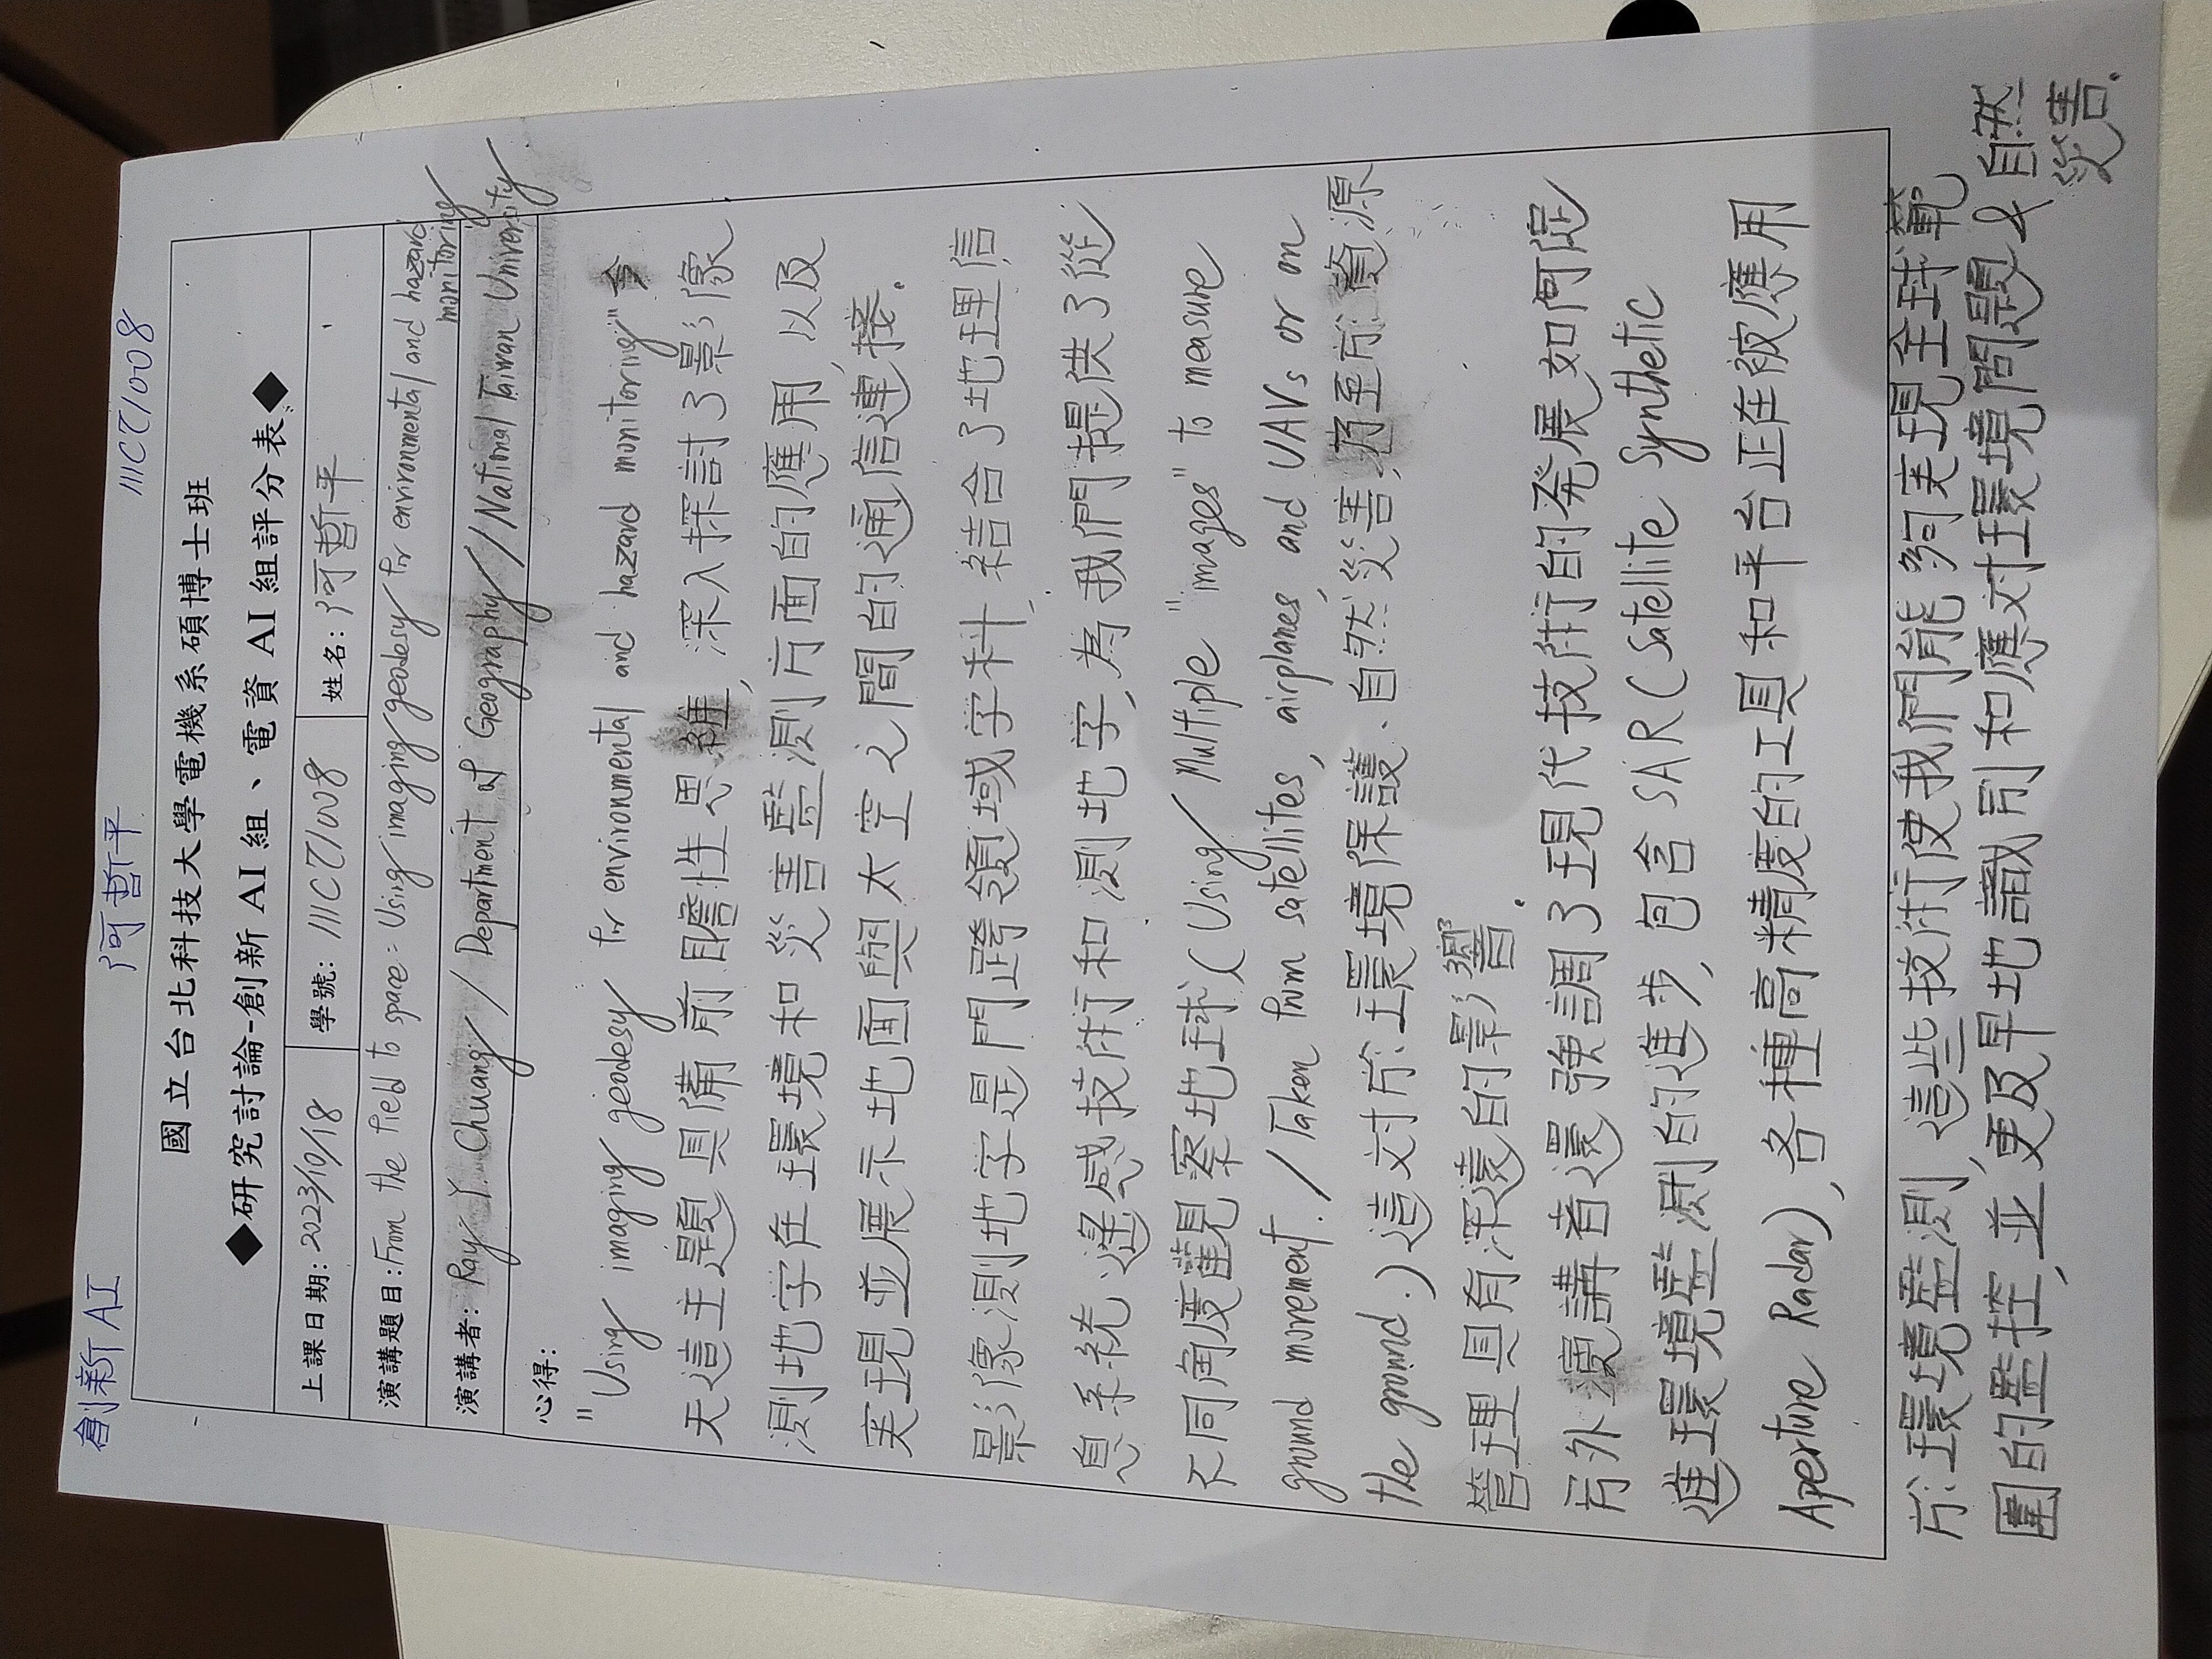 創新AI 河哲平 111C71008
國立台北科技大學電機系碩博士班
◆研究討論-創新 AI 組、電資 AI 組評分表◆
上課日期: 2023/10/18 學號: 111C71008 姓名: 河哲平
演講題目: From the field to space: Using imaging geodesy for environmental and hazard
monitoring
演講者: Ray Y. Chuang / Department of Geography / National Taiwan University
心得:
"Using imaging geodesy for environmental and hazard monitoring" 今
天這主題具備前瞻性思維, 深入探討了影像
測地学在環境和災害監測方面的應用, 以及
実現並展示地面與太空之間的通信連接.
影像測地字是門跨領域学科, 結合了地理信
息系統、遙感技術和測地字, 為我們提供了從
不同角度觀察地球, (Using Multiple "images" to measure
ground movement. / Taken from satellites, airplanes, and UAVs or on
the ground.) 這对於環境保護、自然災害, 乃至於資源
管理具有深遠的影響.
另外演講者還強調了現代技術的発展如何促
進環境監測的進步, 包含 SAR (Satellite Synthetic
Aperture Radar), 各種高精度的工具和平台正在被應用
於環境監測, 這些技術使我們能夠実現全球範
圍的監控, 並更及早地識別和應对環境問題 & 自然
災害.